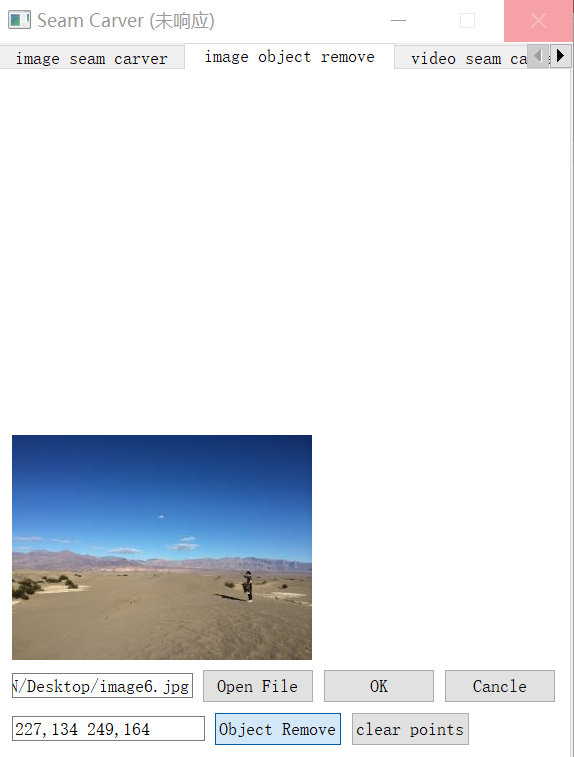 Seam Carver (未响应)
image seam carver
image object remove
video seam
N/Desktop/image6.jpg
Open File
OK
Cancle
227,134 249,164
Object Remove
clear points